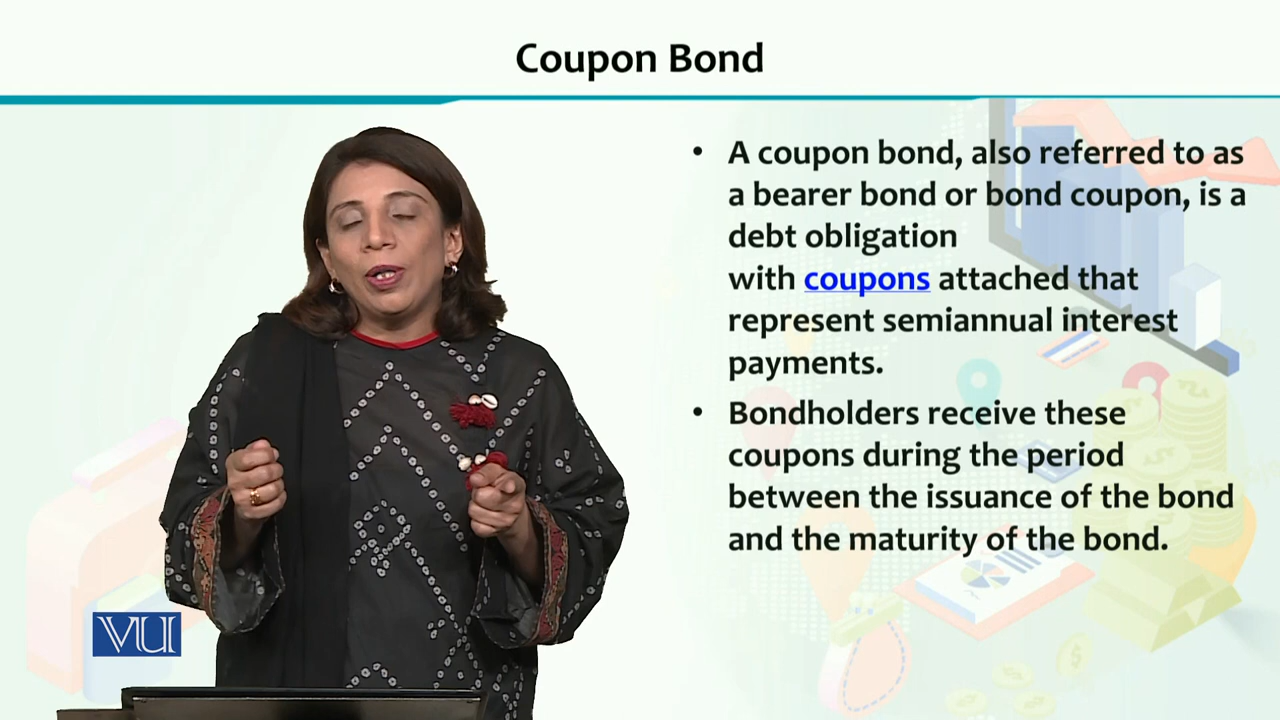 Coupon Bond
• A coupon bond, also referred to as
a bearer bond or bond coupon, is a
debt obligation
with coupons attached that
represent semiannual interest
payments.
• Bondholders receive these
coupons during the period
between the issuance of the bond
and the maturity of the bond.
VU